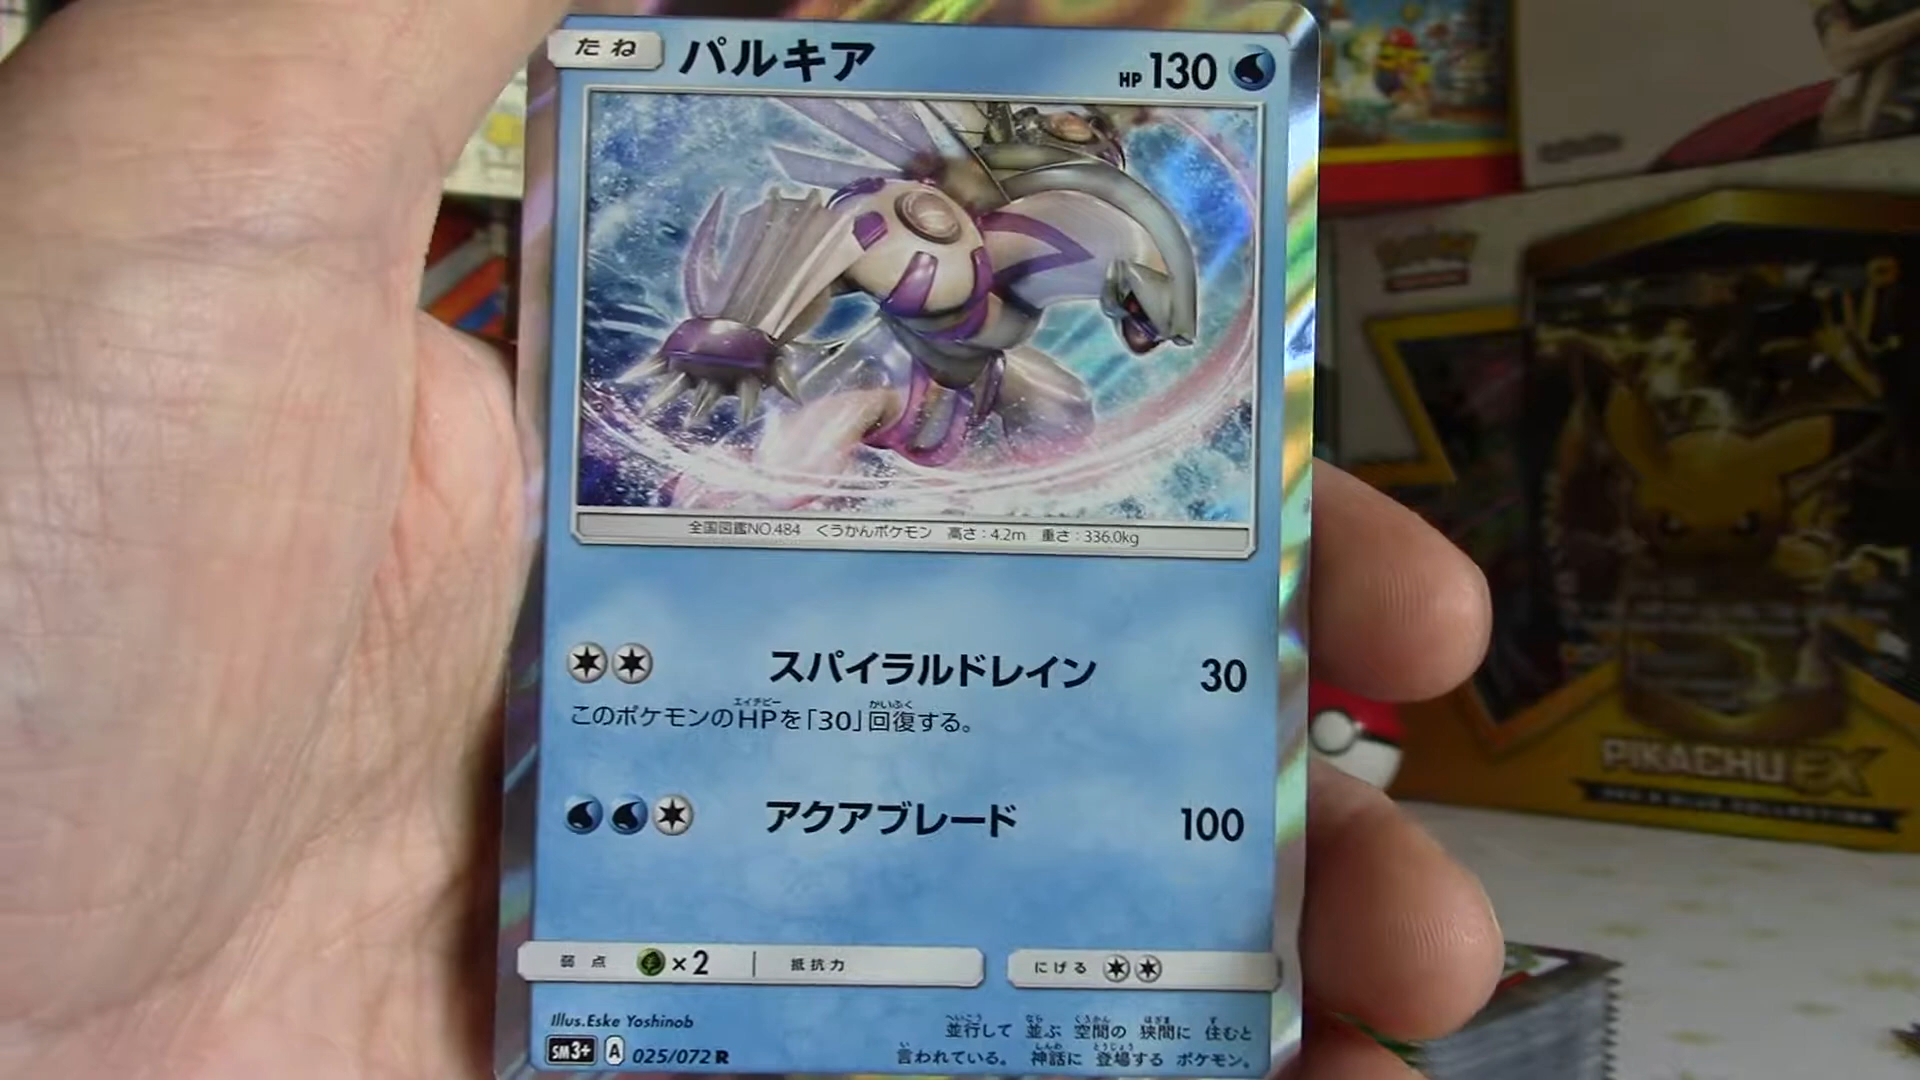 たね パルキア HP 130
全国図鑑NO.484 くうかんポケモン 高さ：4.2m 重さ：336.0kg
スパイラルドレイン 30
エイチピー かいふく
このポケモンのHPを「30」回復する。
アクアブレード 100
弱点 ×2 抵抗力 にげる
Illus.Eske Yoshinob
SM3+ A 025/072 R
へいこう なら くうかん はざま す
並行して 並ぶ 空間の 狭間に 住むと
い しんわ とうじょう
言われている。 神話に 登場する ポケモン。
PIKACHU EX